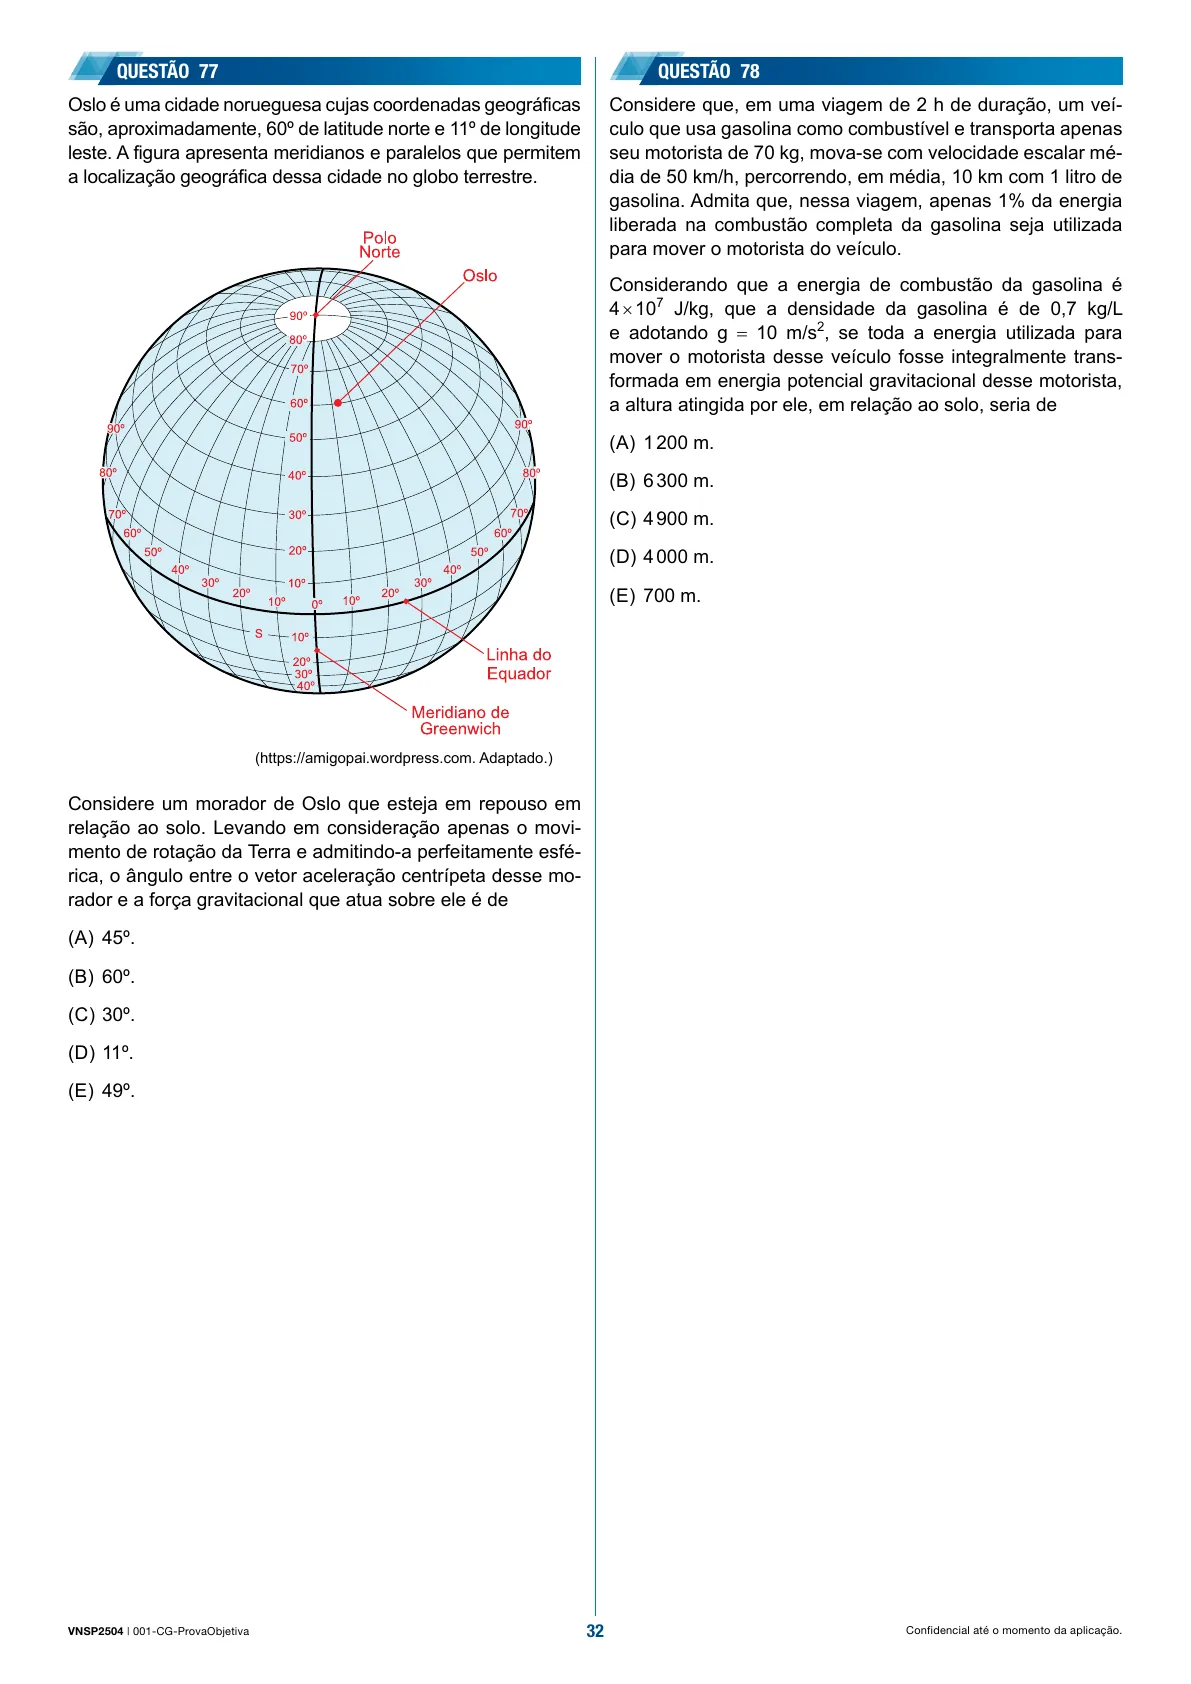 QUESTÃO 77
Oslo é uma cidade norueguesa cujas coordenadas geográficas
são, aproximadamente, 60º de latitude norte e 11º de longitude
leste. A figura apresenta meridianos e paralelos que permitem
a localização geográfica dessa cidade no globo terrestre.
Polo
Norte
Oslo
90º
80º
70º
60º
50º
40º
30º
20º
10º
90º
80º
70º
60º
50º
40º
30º
20º
10º
0º
10º
20º
30º
40º
50º
60º
70º
80º
90º
S
10º
20º
30º
40º
Linha do
Equador
Meridiano de
Greenwich
(https://amigopai.wordpress.com. Adaptado.)
Considere um morador de Oslo que esteja em repouso em
relação ao solo. Levando em consideração apenas o movi-
mento de rotação da Terra e admitindo-a perfeitamente esfé-
rica, o ângulo entre o vetor aceleração centrípeta desse mo-
rador e a força gravitacional que atua sobre ele é de
(A) 45º.
(B) 60º.
(C) 30º.
(D) 11º.
(E) 49º.
QUESTÃO 78
Considere que, em uma viagem de 2 h de duração, um veí-
culo que usa gasolina como combustível e transporta apenas
seu motorista de 70 kg, mova-se com velocidade escalar mé-
dia de 50 km/h, percorrendo, em média, 10 km com 1 litro de
gasolina. Admita que, nessa viagem, apenas 1% da energia
liberada na combustão completa da gasolina seja utilizada
para mover o motorista do veículo.
Considerando que a energia de combustão da gasolina é
4 × 10⁷ J/kg, que a densidade da gasolina é de 0,7 kg/L
e adotando g = 10 m/s², se toda a energia utilizada para
mover o motorista desse veículo fosse integralmente trans-
formada em energia potencial gravitacional desse motorista,
a altura atingida por ele, em relação ao solo, seria de
(A) 1 200 m.
(B) 6 300 m.
(C) 4 900 m.
(D) 4 000 m.
(E) 700 m.
VNSP2504 | 001-CG-ProvaObjetiva
32
Confidencial até o momento da aplicação.